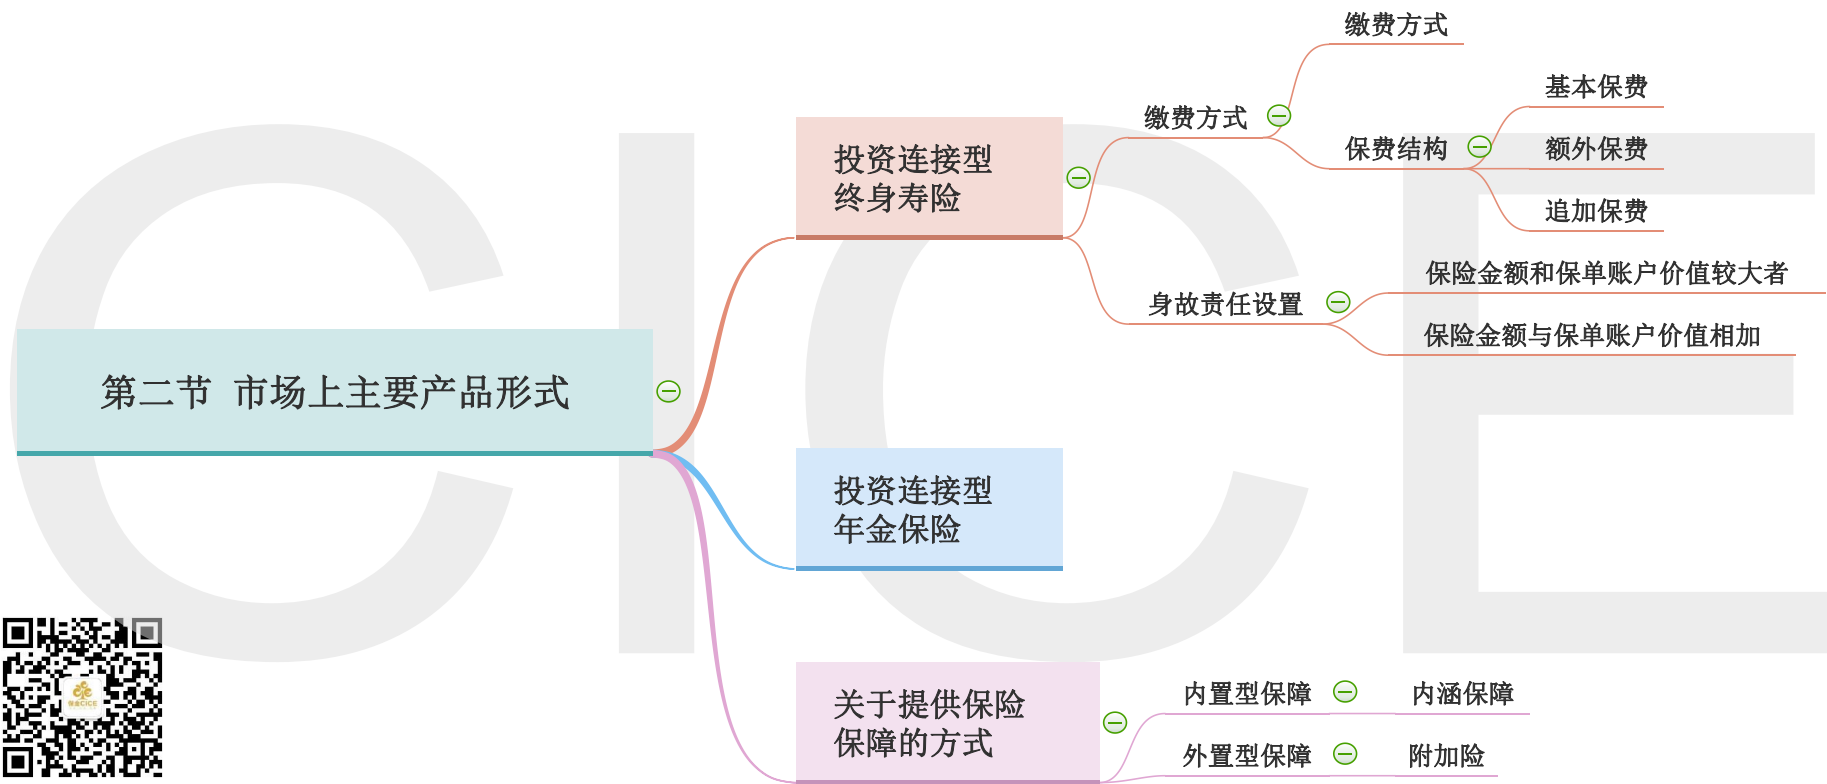 第二节 市场上主要产品形式
投资连接型
终身寿险
缴费方式
缴费方式
保费结构
基本保费
额外保费
追加保费
身故责任设置
保险金额和保单账户价值较大者
保险金额与保单账户价值相加
投资连接型
年金保险
关于提供保险
保障的方式
内置型保障
内涵保障
外置型保障
附加险
CICE